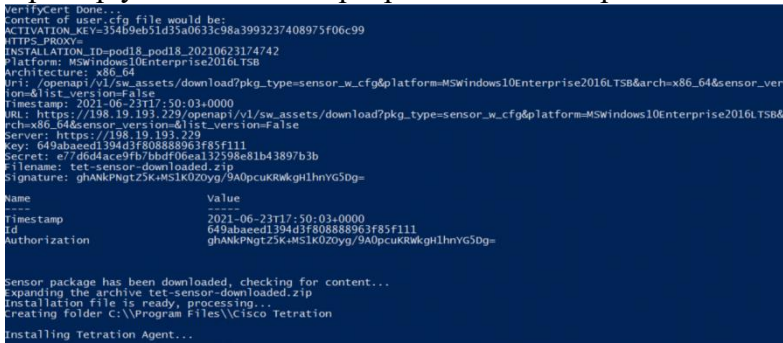 VerifyCert Done...
Content of user.cfg file would be:
ACTIVATION_KEY=354b9eb51d35a0633c98a3993237408975f06c99
HTTPS_PROXY=
INSTALLATION_ID=pod18_pod18_20210623174742
Platform: MSWindows10Enterprise2016LTSB
Architecture: x86_64
Uri: /openapi/v1/sw_assets/download?pkg_type=sensor_w_cfg&platform=MSWindows10Enterprise2016LTSB&arch=x86_64&sensor_ver
ion=&list_version=False
Timestamp: 2021-06-23T17:50:03+0000
URL: https://198.19.193.229/openapi/v1/sw_assets/download?pkg_type=sensor_w_cfg&platform=MSWindows10Enterprise2016LTSB&
rch=x86_64&sensor_version=&list_version=False
Server: https://198.19.193.229
Key: 649abaeed1394d3f808888963f85f111
Secret: e77d6d4ace9fb7bbdf06ea132598e81b43897b3b
Filename: tet-sensor-downloaded.zip
Signature: ghANkPNgtZ5K+MS1K0ZOyg/9A0pcuKRWkgH1hnYG5Dg=
Name Value
---- -----
Timestamp 2021-06-23T17:50:03+0000
Id 649abaeed1394d3f808888963f85f111
Authorization ghANkPNgtZ5K+MS1K0ZOyg/9A0pcuKRWkgH1hnYG5Dg=
Sensor package has been downloaded, checking for content...
Expanding the archive tet-sensor-downloaded.zip
Installation file is ready, processing...
Creating folder C:\\Program Files\\Cisco Tetration
Installing Tetration Agent...